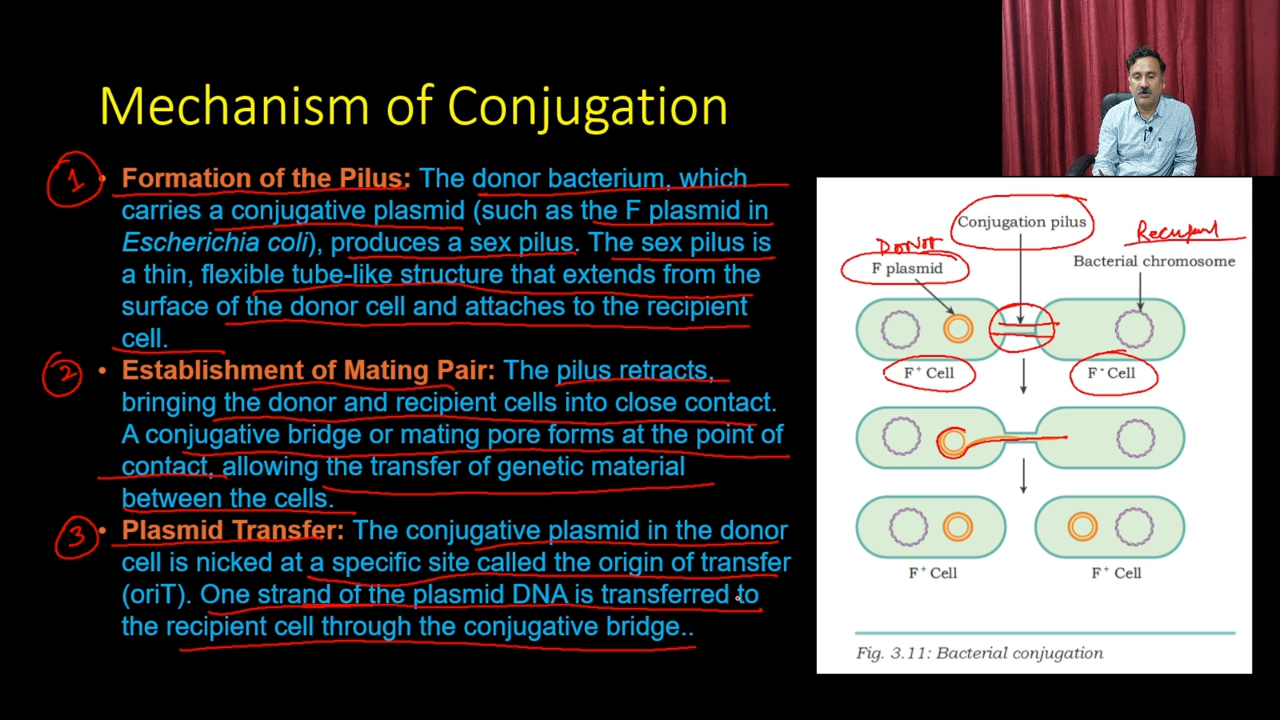 Mechanism of Conjugation
1
• Formation of the Pilus: The donor bacterium, which
carries a conjugative plasmid (such as the F plasmid in
Escherichia coli), produces a sex pilus. The sex pilus is
a thin, flexible tube-like structure that extends from the
surface of the donor cell and attaches to the recipient
cell.
2
• Establishment of Mating Pair: The pilus retracts,
bringing the donor and recipient cells into close contact.
A conjugative bridge or mating pore forms at the point of
contact, allowing the transfer of genetic material
between the cells.
3
• Plasmid Transfer: The conjugative plasmid in the donor
cell is nicked at a specific site called the origin of transfer
(oriT). One strand of the plasmid DNA is transferred to
the recipient cell through the conjugative bridge..
Conjugation pilus
Donor
F plasmid
Recipient
Bacterial chromosome
F+ Cell
F- Cell
F+ Cell
F+ Cell
Fig. 3.11: Bacterial conjugation